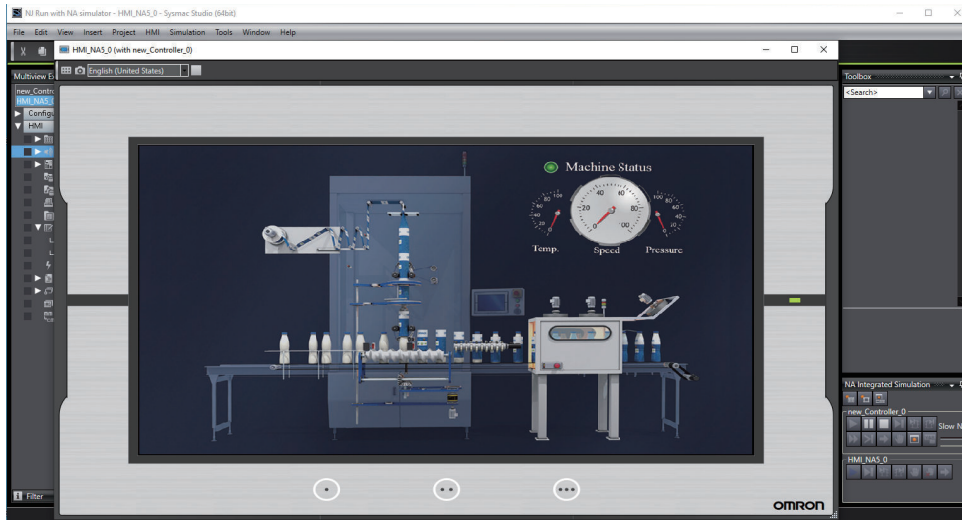 NJ Run with NA simulator - HMI_NA5_0 - Sysmac Studio (64bit)
File Edit View Insert Project HMI Simulation Tools Window Help
HMI_NA5_0 (with new_Controller_0)
English (United States)
Multiview Ex
new_Contro
HMI_NA5_
Configu
HMI
Filter
Machine Status
Temp.
Speed
Pressure
OMRON
Toolbox
<Search>
NA Integrated Simulation
new_Controller_0
Slow N
HMI_NA5_0